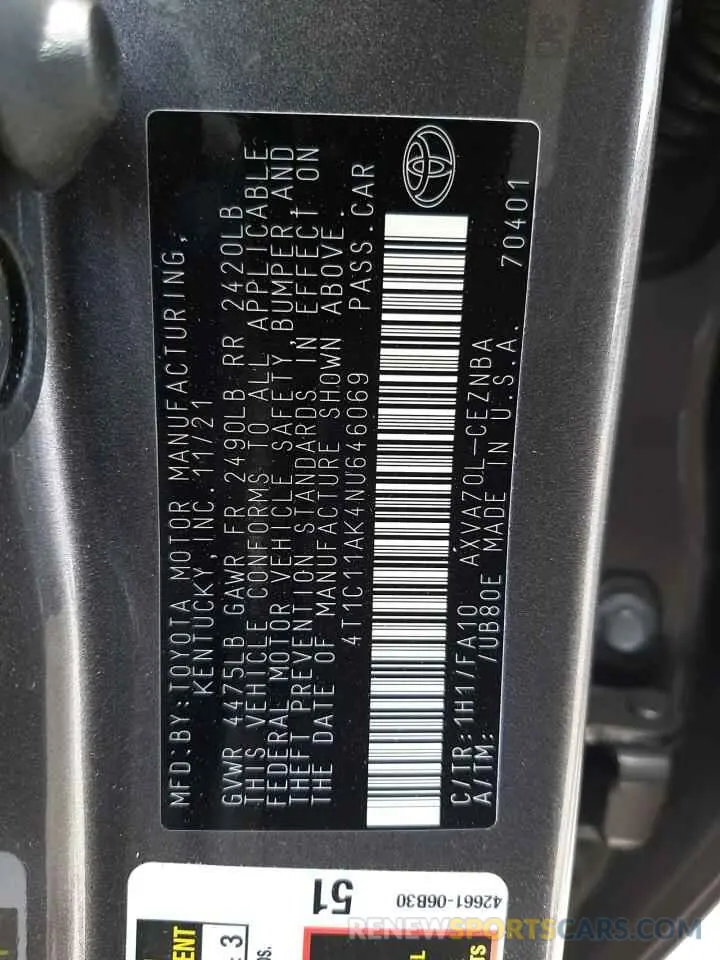 MFD.BY:TOYOTA MOTOR MANUFACTURING,
KENTUCKY,INC.11/21
GVWR 4475LB GAWR FR 2490LB RR 2420LB
THIS VEHICLE CONFORMS TO ALL APPLICABLE
FEDERAL MOTOR VEHICLE SAFETY BUMPER,AND
THEFT PREVENTION STANDARDS IN EFFECT ON
THE DATE OF MANUFACTURE SHOWN ABOVE.
4T1C11AK4NU646069 PASS.CAR
C/TR:1H1/FA10 AXVA70L-CEZNBA
A/TM: /UB80E MADE IN U.S.A. 70401
42661-06B30
51
3
RENEWSPORTSCARS.COM